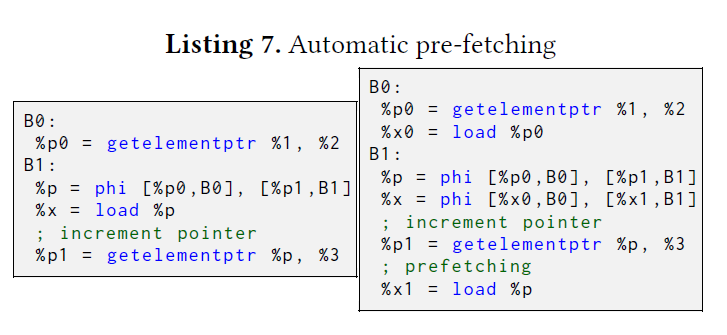 Listing 7. Automatic pre-fetching
B0:
%p0 = getelementptr %1, %2
B1:
%p = phi [%p0,B0], [%p1,B1]
%x = load %p
; increment pointer
%p1 = getelementptr %p, %3
B0:
%p0 = getelementptr %1, %2
%x0 = load %p0
B1:
%p = phi [%p0,B0], [%p1,B1]
%x = phi [%x0,B0], [%x1,B1]
; increment pointer
%p1 = getelementptr %p, %3
; prefetching
%x1 = load %p